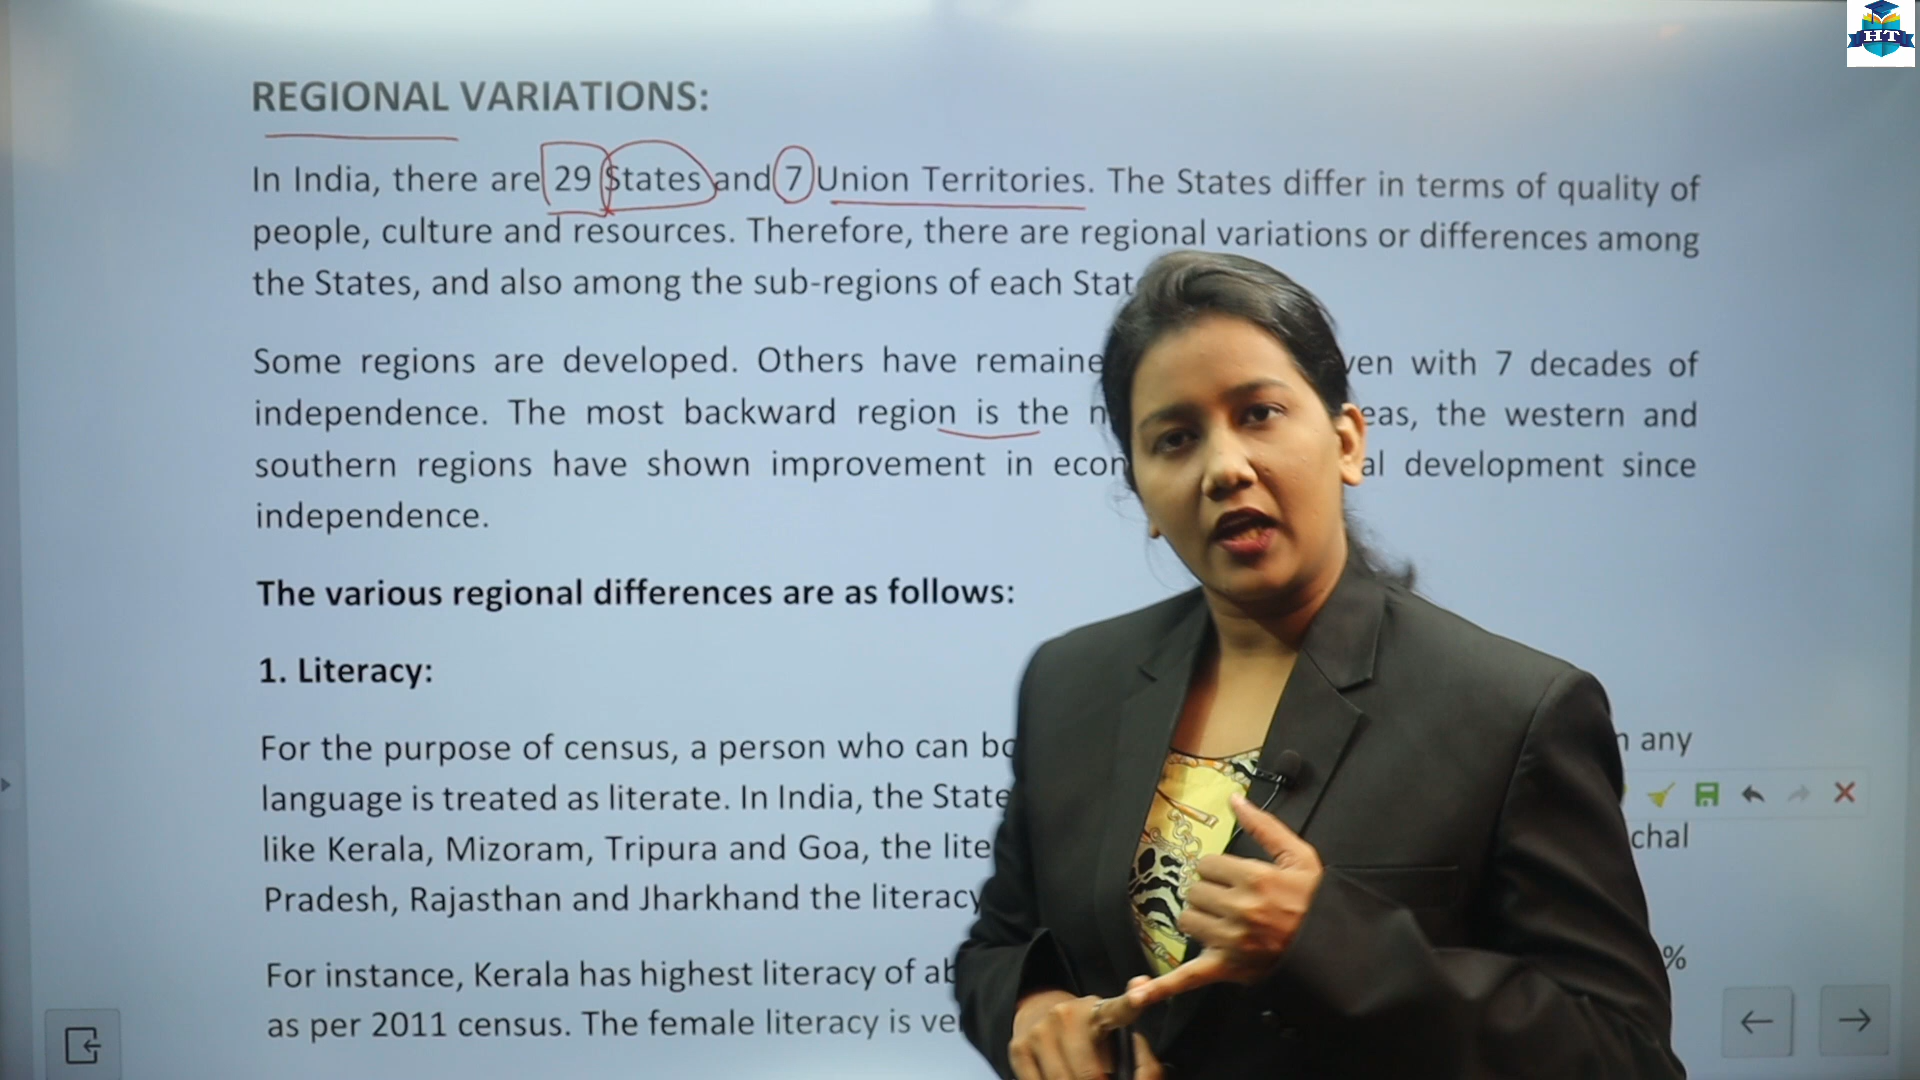 HT
REGIONAL VARIATIONS:
In India, there are 29 States and 7 Union Territories. The States differ in terms of quality of
people, culture and resources. Therefore, there are regional variations or differences among
the States, and also among the sub-regions of each Stat
Some regions are developed. Others have remaine ven with 7 decades of
independence. The most backward region is the n eas, the western and
southern regions have shown improvement in econ al development since
independence.
The various regional differences are as follows:
1. Literacy:
For the purpose of census, a person who can bo n any
language is treated as literate. In India, the State
like Kerala, Mizoram, Tripura and Goa, the lite chal
Pradesh, Rajasthan and Jharkhand the literacy
For instance, Kerala has highest literacy of ab %
as per 2011 census. The female literacy is ve